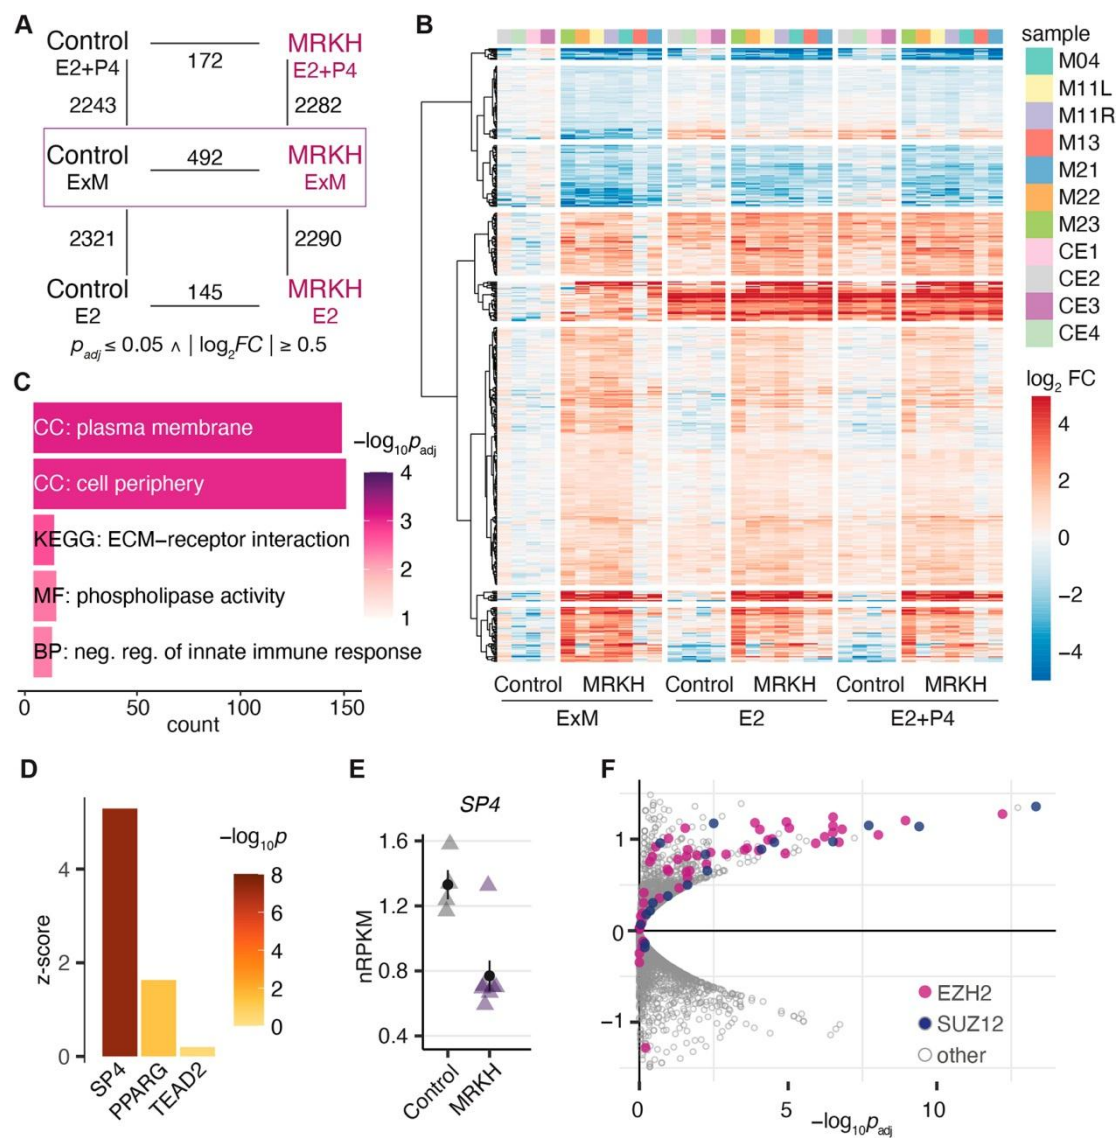 A
Control
E2+P4
172
MRKH
E2+P4
2243
2282
Control
ExM
492
MRKH
ExM
2321
2290
Control
E2
145
MRKH
E2
p_adj ≤ 0.05 ∧ | log₂FC | ≥ 0.5
B
Control MRKH Control MRKH Control MRKH
ExM E2 E2+P4
sample
M04
M11L
M11R
M13
M21
M22
M23
CE1
CE2
CE3
CE4
log₂ FC
4
2
0
−2
−4
C
CC: plasma membrane
CC: cell periphery
KEGG: ECM−receptor interaction
MF: phospholipase activity
BP: neg. reg. of innate immune response
0 50 100 150
count
−log₁₀p_adj
4
3
2
1
D
z-score
4
2
0
SP4 PPARG TEAD2
−log₁₀p
8
6
4
2
0
E
SP4
nRPKM
1.6
1.2
0.8
0.4
Control MRKH
F
1
0
−1
EZH2
SUZ12
other
0 5 10
−log₁₀p_adj